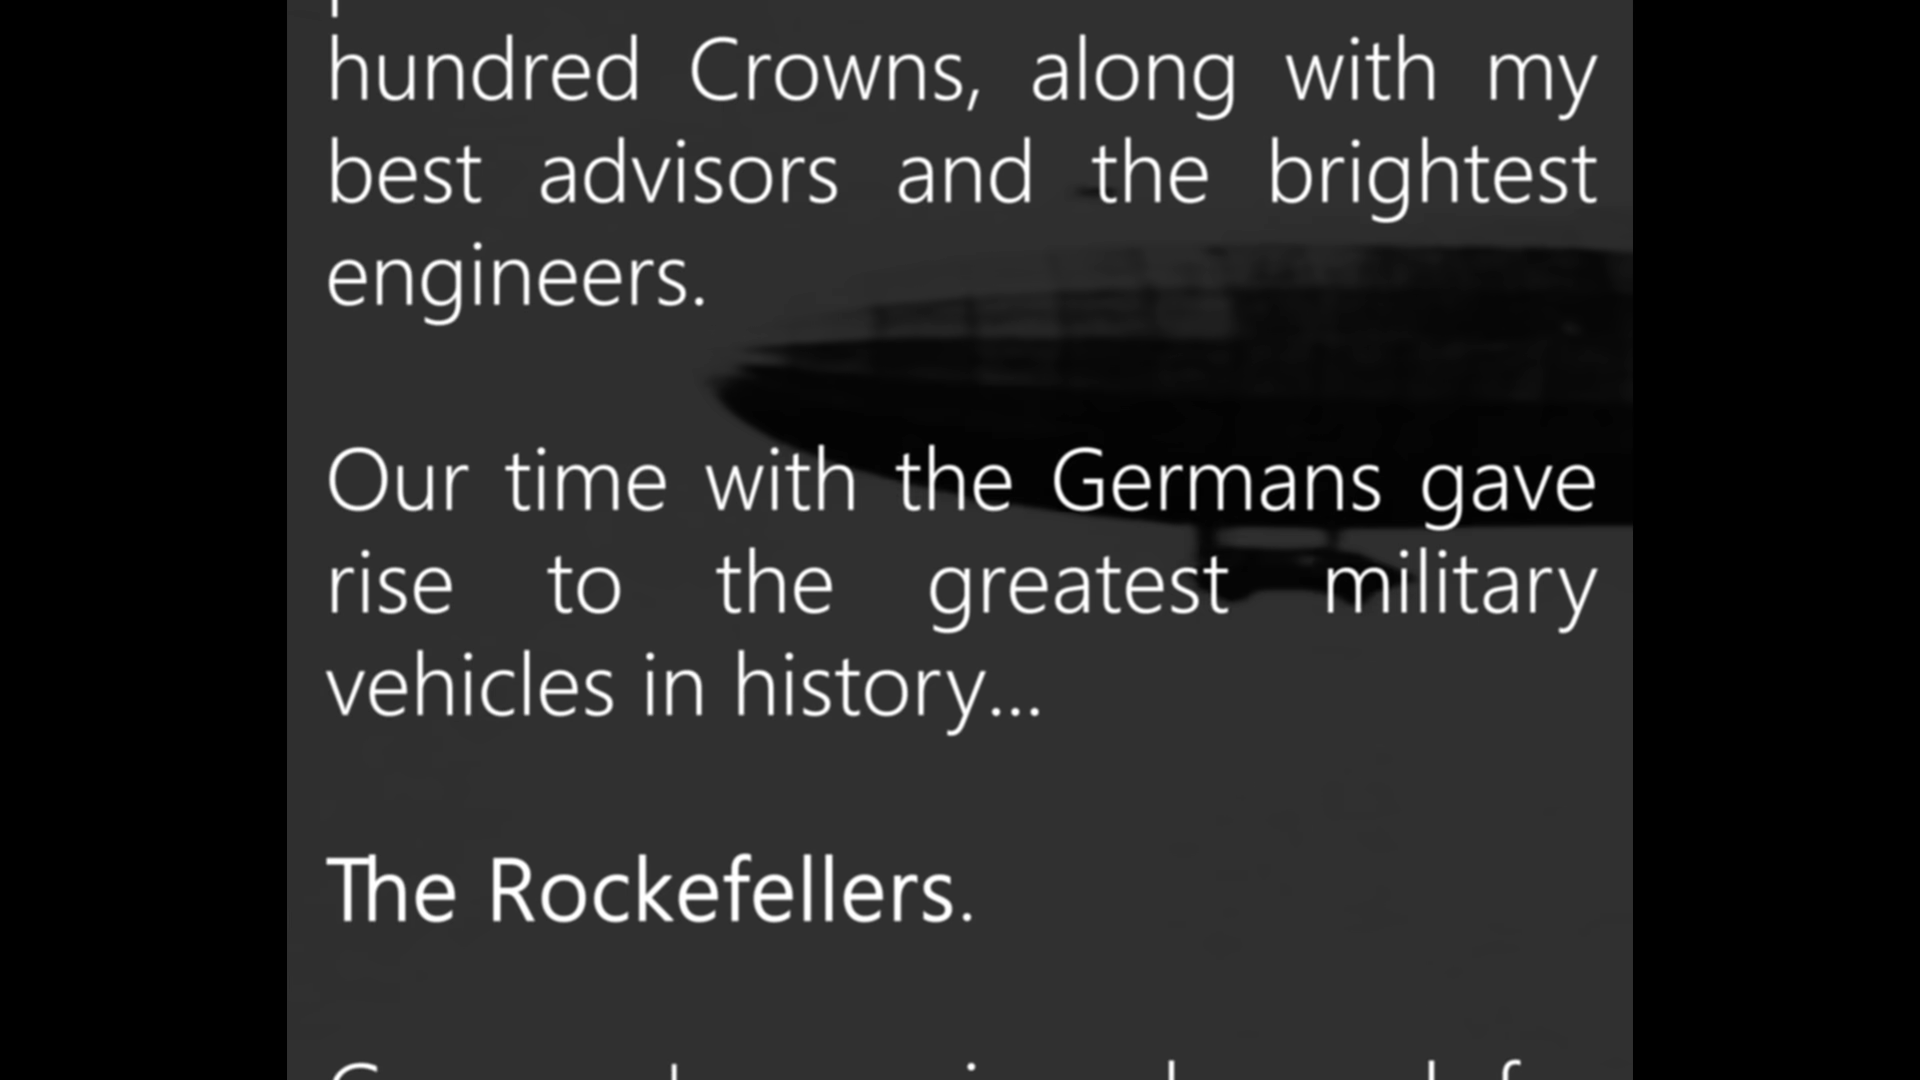 hundred Crowns, along with my
best advisors and the brightest
engineers.
Our time with the Germans gave
rise to the greatest military
vehicles in history...
The Rockefellers.